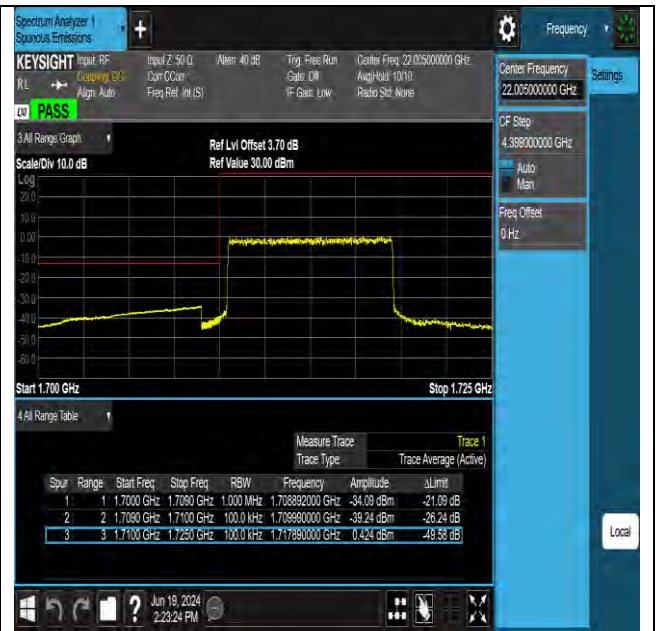 Spectrum Analyzer 1
Spurious Emissions
+
Frequency
KEYSIGHT
RL
Input: RF
Coupling: DC
Align: Auto
Input Z: 50 Ω
Corr CCorr
Freq Ref: Int (S)
Atten: 40 dB
Trig: Free Run
Gate: Off
IF Gain: Low
Center Freq: 22.005000000 GHz
Avg|Hold: 10/10
Radio Std: None
PASS
Center Frequency
22.005000000 GHz
Settings
CF Step
4.399000000 GHz
Auto
Man
Freq Offset
0 Hz
3 All Range Graph
Scale/Div 10.0 dB
Ref Lvl Offset 3.70 dB
Ref Value 30.00 dBm
Log
20.0
10.0
0.00
-10.0
-20.0
-30.0
-40.0
-50.0
-60.0
Start 1.700 GHz
Stop 1.725 GHz
4 All Range Table
Measure Trace Trace 1
Trace Type Trace Average (Active)
Spur Range Start Freq Stop Freq RBW Frequency Amplitude ΔLimit
1 1 1.7000 GHz 1.7090 GHz 1.000 MHz 1.708892000 GHz -34.09 dBm -21.09 dB
2 2 1.7090 GHz 1.7100 GHz 100.0 kHz 1.709990000 GHz -39.24 dBm -26.24 dB
3 3 1.7100 GHz 1.7250 GHz 100.0 kHz 1.717890000 GHz 0.424 dBm -49.58 dB
Local
?
Jun 19, 2024
2:23:24 PM